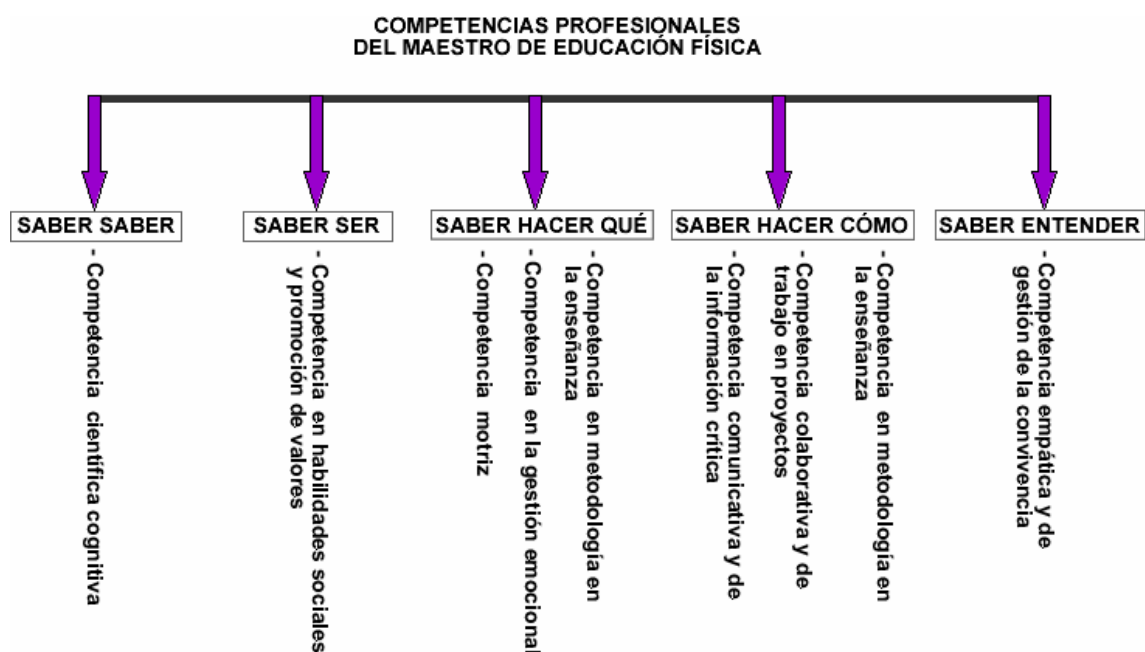 COMPETENCIAS PROFESIONALES
DEL MAESTRO DE EDUCACIÓN FÍSICA
SABER SABER
- Competencia científica cognitiva
SABER SER
- Competencia en habilidades sociales
y promoción de valores
SABER HACER QUÉ
- Competencia motriz
- Competencia en la gestión emocional
- Competencia en metodología en
la enseñanza
SABER HACER CÓMO
- Competencia comunicativa y de
la información crítica
- Competencia colaborativa y de
trabajo en proyectos
- Competencia en metodología en
la enseñanza
SABER ENTENDER
- Competencia empática y de
gestión de la convivencia